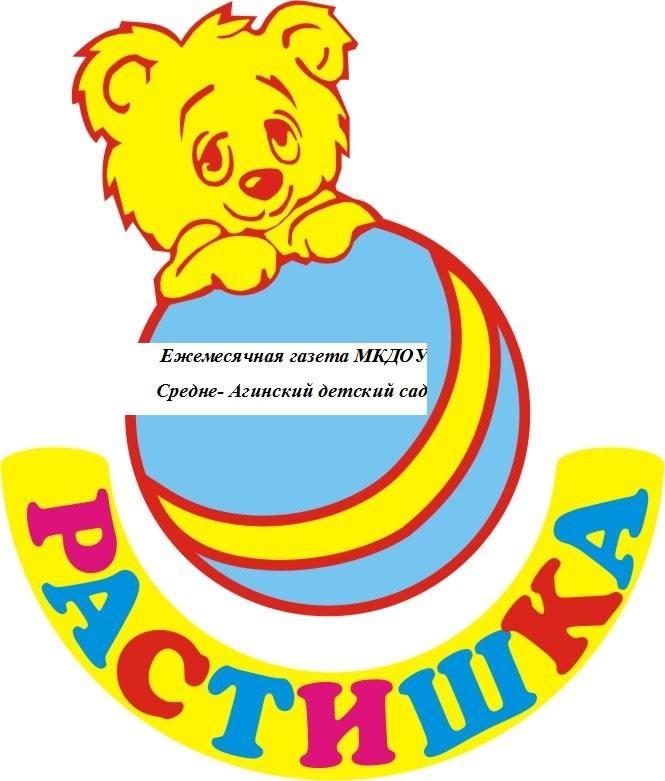 Ежемесячная газета МКДОУ
Средне- Агинский детский сад
РАСТИШКА